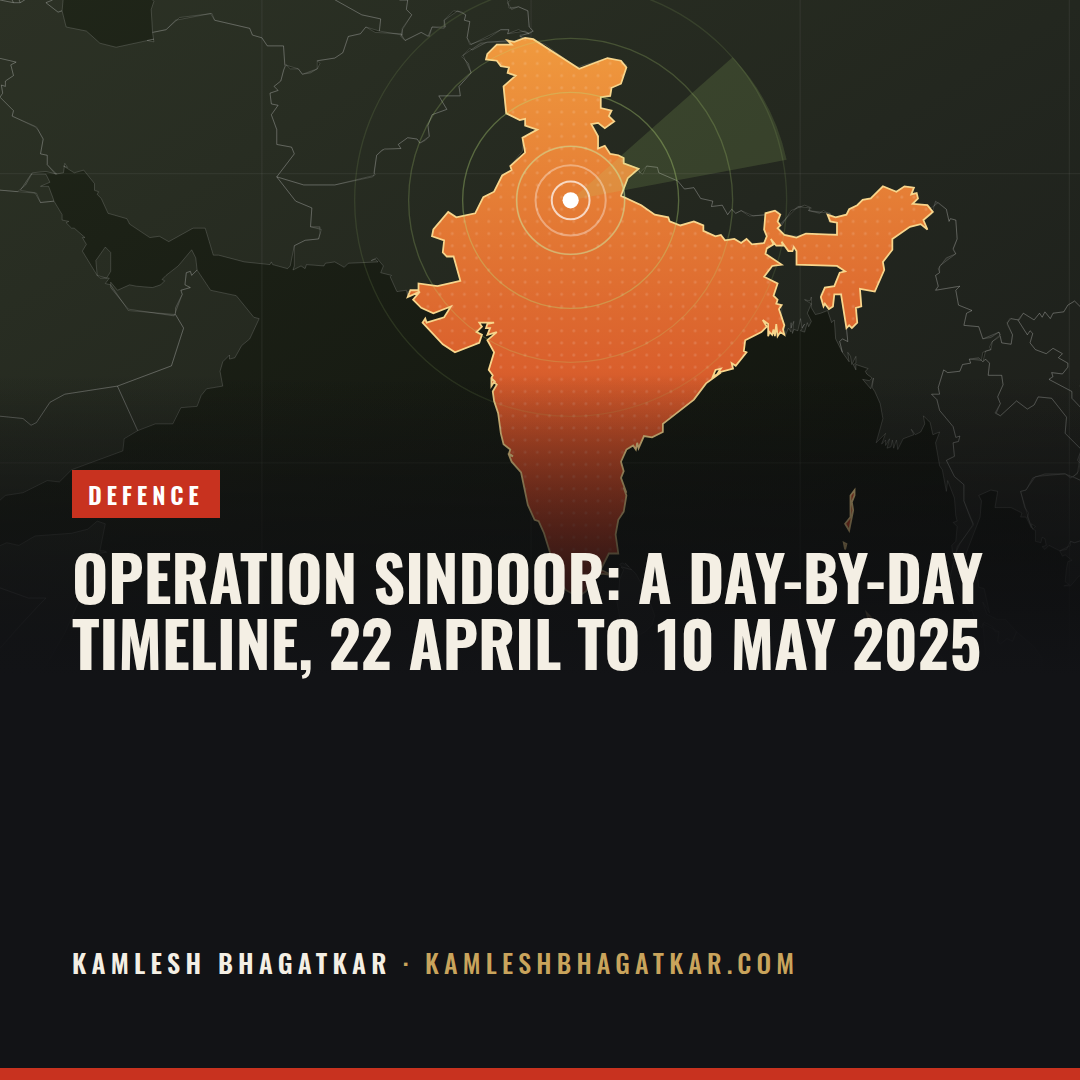 DEFENCE
OPERATION SINDOOR: A DAY-BY-DAY
TIMELINE, 22 APRIL TO 10 MAY 2025
KAMLESH BHAGATKAR · KAMLESHBHAGATKAR.COM